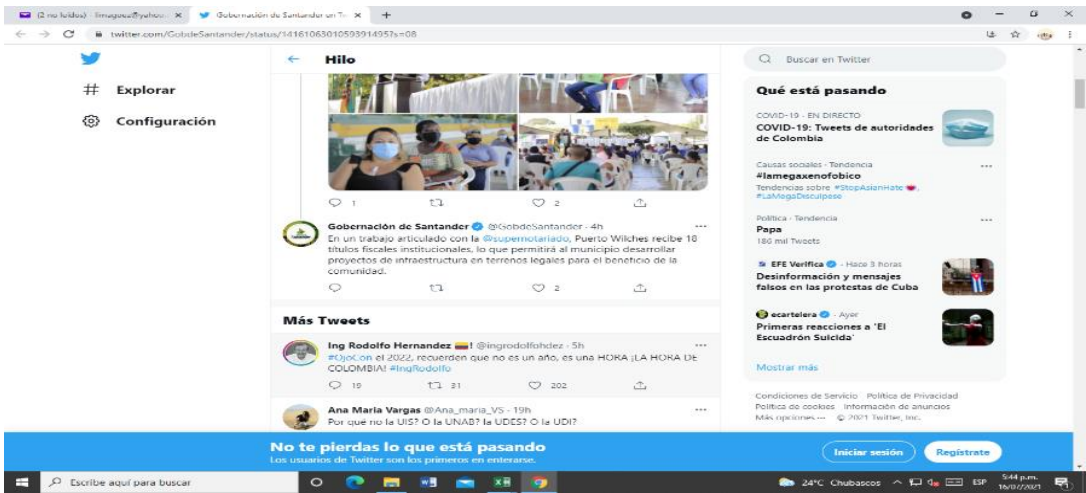 (2 no leídos)
Gobernación de Santander en Tw
twitter.com/GobdeSantander/status/1416106301059391495?s=08
Explorar
Configuración
Hilo
1
2
Gobernación de Santander @GobdeSantander · 4h
En un trabajo articulado con la @supernotariado, Puerto Wilches recibe 18
títulos fiscales institucionales, lo que permitirá al municipio desarrollar
proyectos de infraestructura en terrenos legales para el beneficio de la
comunidad.
2
Más Tweets
Ing Rodolfo Hernandez ! @ingrodolfohdez · 5h
#OjoCon el 2022, recuerden que no es un año, es una HORA ¡LA HORA DE
COLOMBIA! #IngRodolfo
19 31 202
Ana Maria Vargas @Ana_maria_VS · 19h
Por qué no la UIS? O la UNAB? la UDES? O la UDI?
Buscar en Twitter
Qué está pasando
COVID-19 · EN DIRECTO
COVID-19: Tweets de autoridades
de Colombia
Causas sociales · Tendencia
#lamegaxenofobico
Tendencias sobre #StopAsianHate ,
#LaMegaDisculpese
Política · Tendencia
Papa
180 mil Tweets
EFE Verifica · Hace 3 horas
Desinformación y mensajes
falsos en las protestas de Cuba
ecartelera · Ayer
Primeras reacciones a 'El
Escuadrón Suicida'
Mostrar más
Condiciones de Servicio Política de Privacidad
Política de cookies Información de anuncios
Más opciones ··· © 2021 Twitter, Inc.
No te pierdas lo que está pasando
Los usuarios de Twitter son los primeros en enterarse.
Iniciar sesión
Regístrate
Escribe aquí para buscar
24°C Chubascos
ESP
5:44 p.m.
16/07/2021